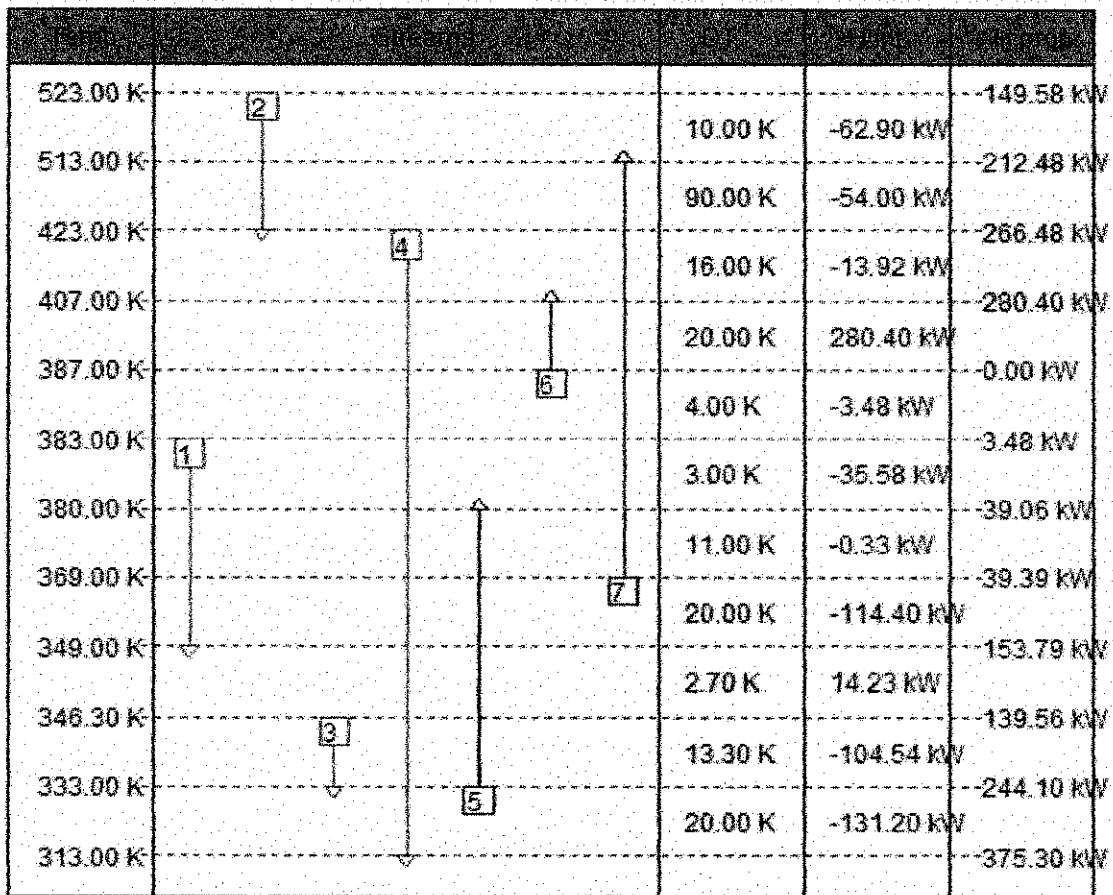 523.00 K
2
149.58 kW
10.00 K -62.90 kW
513.00 K
212.48 kW
90.00 K -54.00 kW
423.00 K
4
266.48 kW
16.00 K -13.92 kW
407.00 K
280.40 kW
20.00 K 280.40 kW
387.00 K
6
0.00 kW
4.00 K -3.48 kW
383.00 K
1
3.48 kW
3.00 K -35.58 kW
380.00 K
39.06 kW
11.00 K -0.33 kW
369.00 K
7
39.39 kW
20.00 K -114.40 kW
349.00 K
153.79 kW
2.70 K 14.23 kW
346.30 K
3
139.56 kW
13.30 K -104.54 kW
333.00 K
5
244.10 kW
20.00 K -131.20 kW
313.00 K
375.30 kW